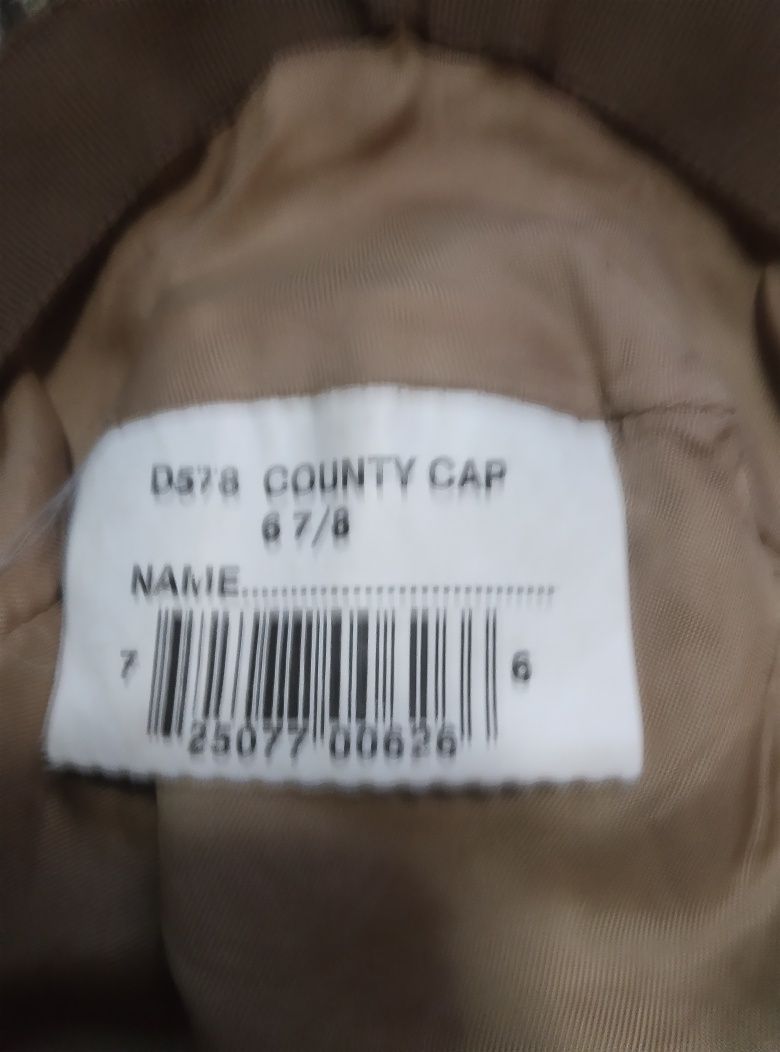 D578 COUNTY CAP
6 7/8
NAME................................
7 25077 00626 6